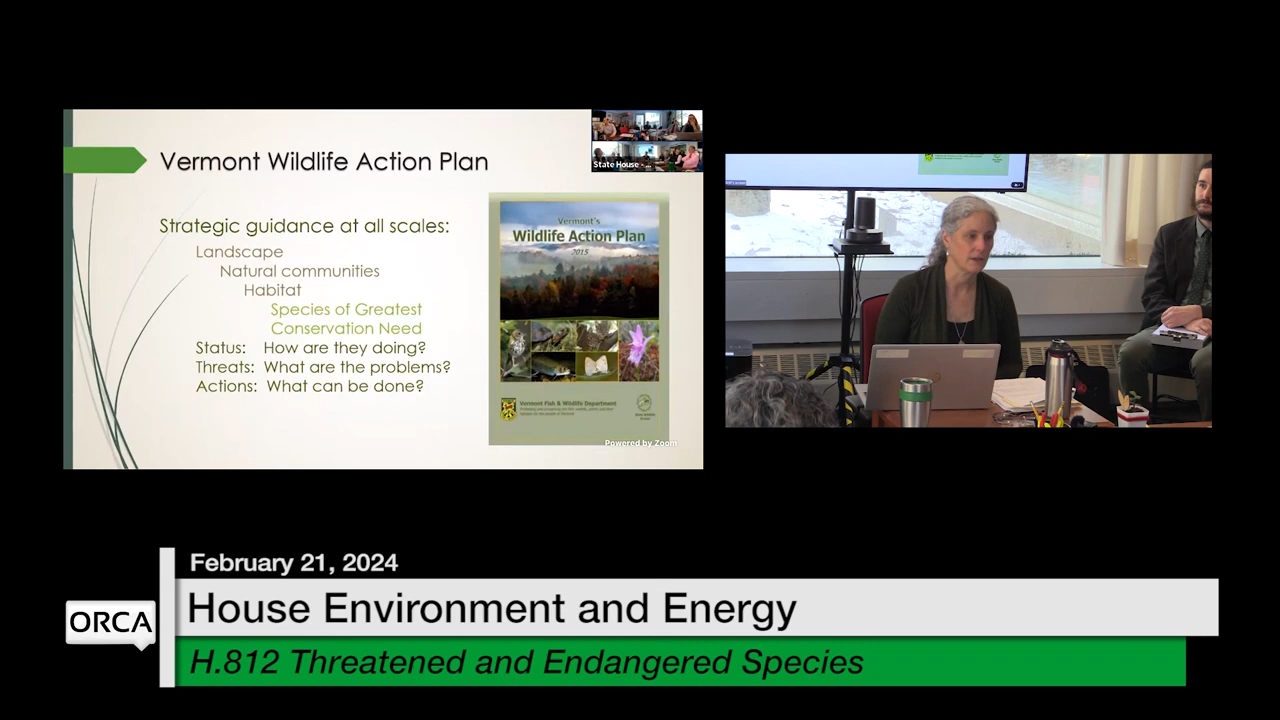 Vermont Wildlife Action Plan
State House - ...
Strategic guidance at all scales:
Landscape
Natural communities
Habitat
Species of Greatest
Conservation Need
Status: How are they doing?
Threats: What are the problems?
Actions: What can be done?
Vermont's
Wildlife Action Plan
2015
Vermont Fish & Wildlife Department
Powered by Zoom
February 21, 2024
House Environment and Energy
ORCA
H.812 Threatened and Endangered Species